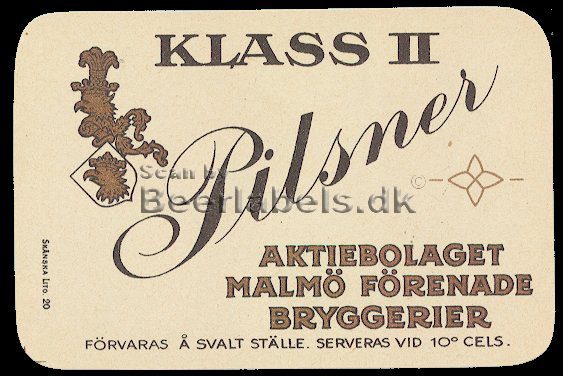 KLASS II
Pilsner
Scan by
Beerlabels.dk
©
AKTIEBOLAGET
MALMÖ FÖRENADE
BRYGGERIER
FÖRVARAS Å SVALT STÄLLE. SERVERAS VID 10° CELS.
SKÅNSKA LITO. 20